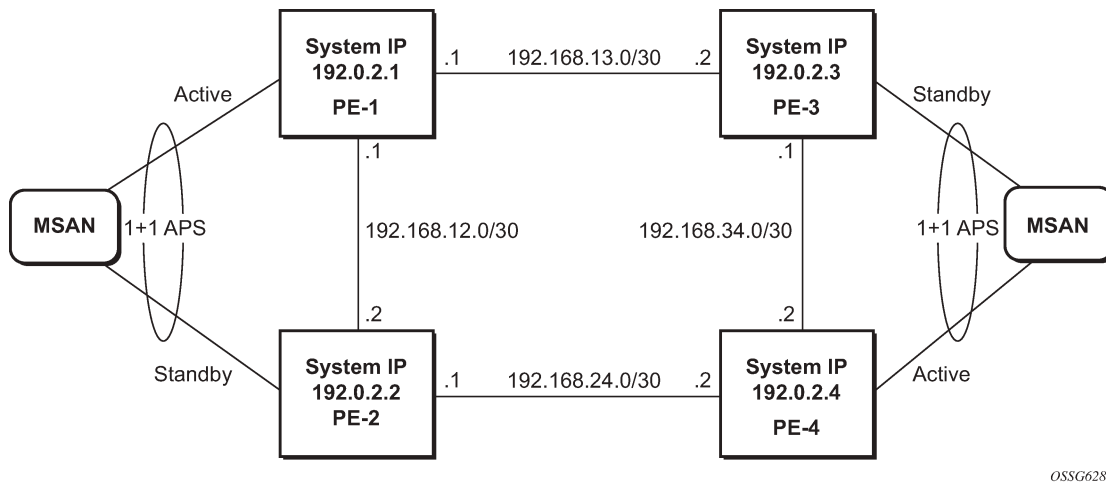 System IP
192.0.2.1
PE-1
.1
192.168.13.0/30
.2
System IP
192.0.2.3
PE-3
Active
Standby
.1
.1
MSAN
1+1 APS
192.168.12.0/30
192.168.34.0/30
1+1 APS
MSAN
.2
.2
Standby
System IP
192.0.2.2
PE-2
.1
192.168.24.0/30
.2
System IP
192.0.2.4
PE-4
Active
OSSG628